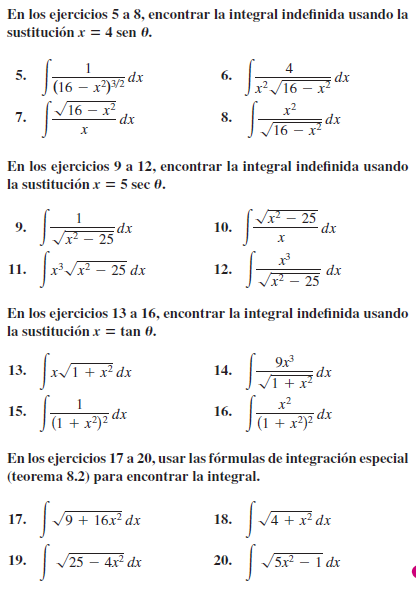 En los ejercicios 5 a 8, encontrar la integral indefinida usando la
sustitución x = 4 sen θ.
5. ∫ 1/(16 − x²)^{3/2} dx
6. ∫ 4/(x²√(16 − x²)) dx
7. ∫ √(16 − x²)/x dx
8. ∫ x²/√(16 − x²) dx
En los ejercicios 9 a 12, encontrar la integral indefinida usando
la sustitución x = 5 sec θ.
9. ∫ 1/√(x² − 25) dx
10. ∫ √(x² − 25)/x dx
11. ∫ x³√(x² − 25) dx
12. ∫ x³/√(x² − 25) dx
En los ejercicios 13 a 16, encontrar la integral indefinida usando
la sustitución x = tan θ.
13. ∫ x√(1 + x²) dx
14. ∫ 9x³/√(1 + x²) dx
15. ∫ 1/(1 + x²)² dx
16. ∫ x²/(1 + x²)² dx
En los ejercicios 17 a 20, usar las fórmulas de integración especial
(teorema 8.2) para encontrar la integral.
17. ∫ √(9 + 16x²) dx
18. ∫ √(4 + x²) dx
19. ∫ √(25 − 4x²) dx
20. ∫ √(5x² − 1) dx